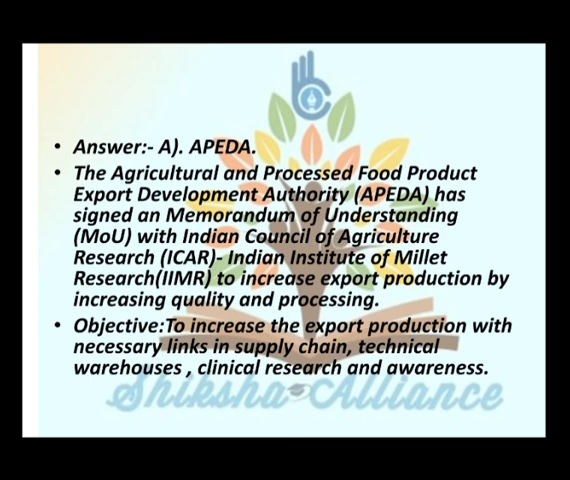 • Answer:- A). APEDA.
• The Agricultural and Processed Food Product
Export Development Authority (APEDA) has
signed an Memorandum of Understanding
(MoU) with Indian Council of Agriculture
Research (ICAR)- Indian Institute of Millet
Research(IIMR) to increase export production by
increasing quality and processing.
• Objective:To increase the export production with
necessary links in supply chain, technical
warehouses , clinical research and awareness.
Shiksha Alliance